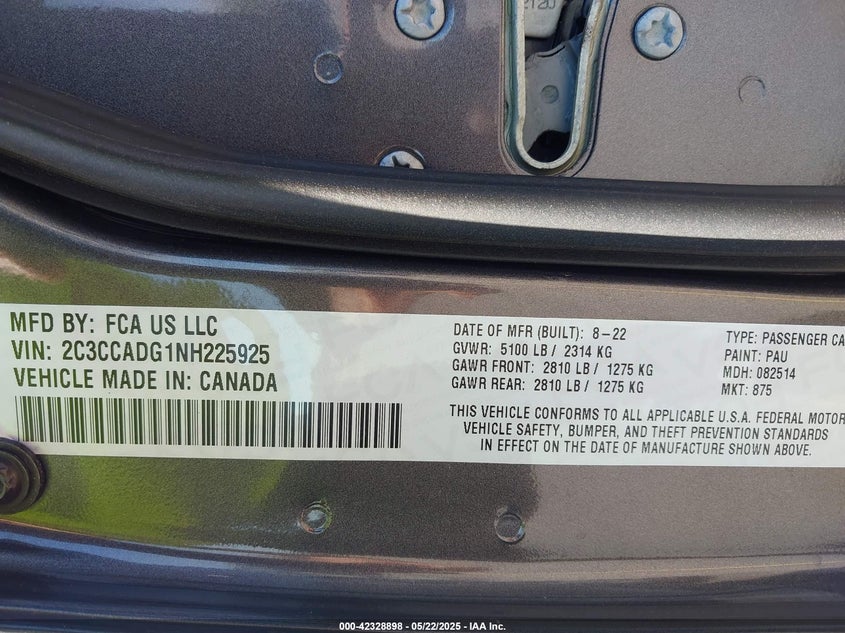 2120
MFD BY: FCA US LLC
VIN: 2C3CCADG1NH225925
VEHICLE MADE IN: CANADA
DATE OF MFR (BUILT): 8-22
GVWR: 5100 LB / 2314 KG
GAWR FRONT: 2810 LB / 1275 KG
GAWR REAR: 2810 LB / 1275 KG
TYPE: PASSENGER CA
PAINT: PAU
MDH: 082514
MKT: 875
THIS VEHICLE CONFORMS TO ALL APPLICABLE U.S.A. FEDERAL MOTOR
VEHICLE SAFETY, BUMPER, AND THEFT PREVENTION STANDARDS
IN EFFECT ON THE DATE OF MANUFACTURE SHOWN ABOVE.
000-42328898 - 05/22/2025 - IAA Inc.